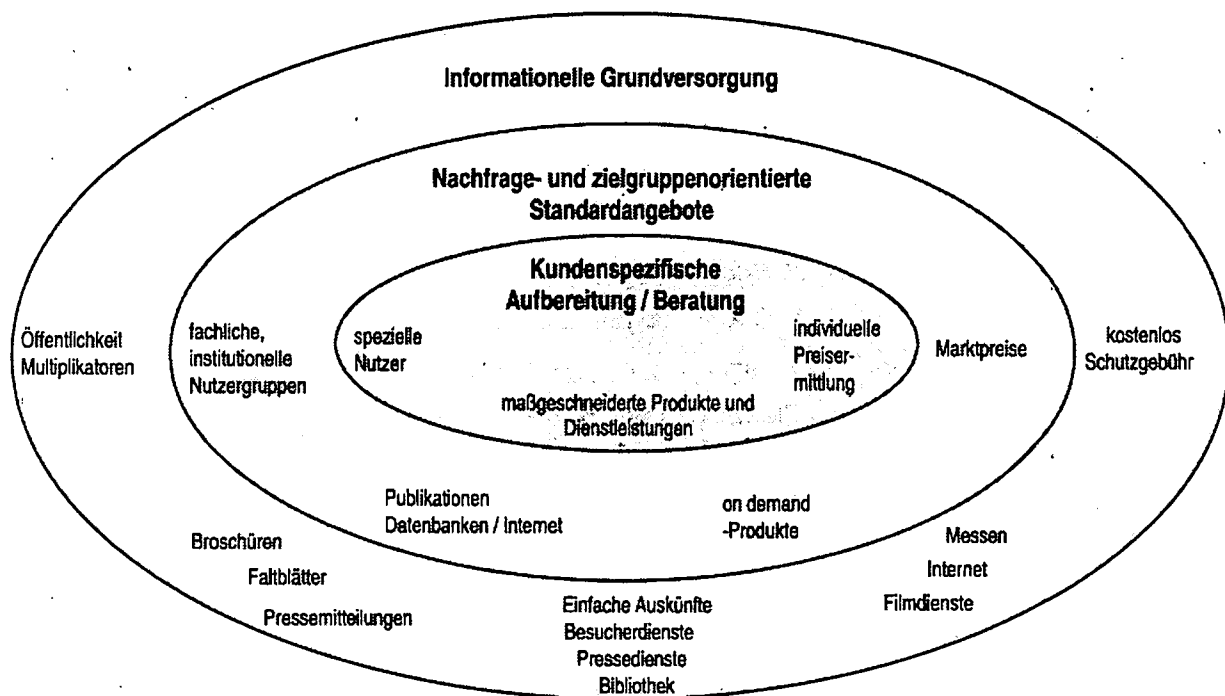 Informationelle Grundversorgung
Nachfrage- und zielgruppenorientierte
Standardangebote
Kundenspezifische
Aufbereitung / Beratung
Öffentlichkeit
Multiplikatoren
fachliche,
institutionelle
Nutzergruppen
spezielle
Nutzer
individuelle
Preiser-
mittlung
Marktpreise
kostenlos
Schutzgebühr
maßgeschneiderte Produkte und
Dienstleistungen
Publikationen
Datenbanken / Internet
on demand
-Produkte
Broschüren
Faltblätter
Pressemitteilungen
Einfache Auskünfte
Besucherdienste
Pressedienste
Bibliothek
Messen
Internet
Filmdienste